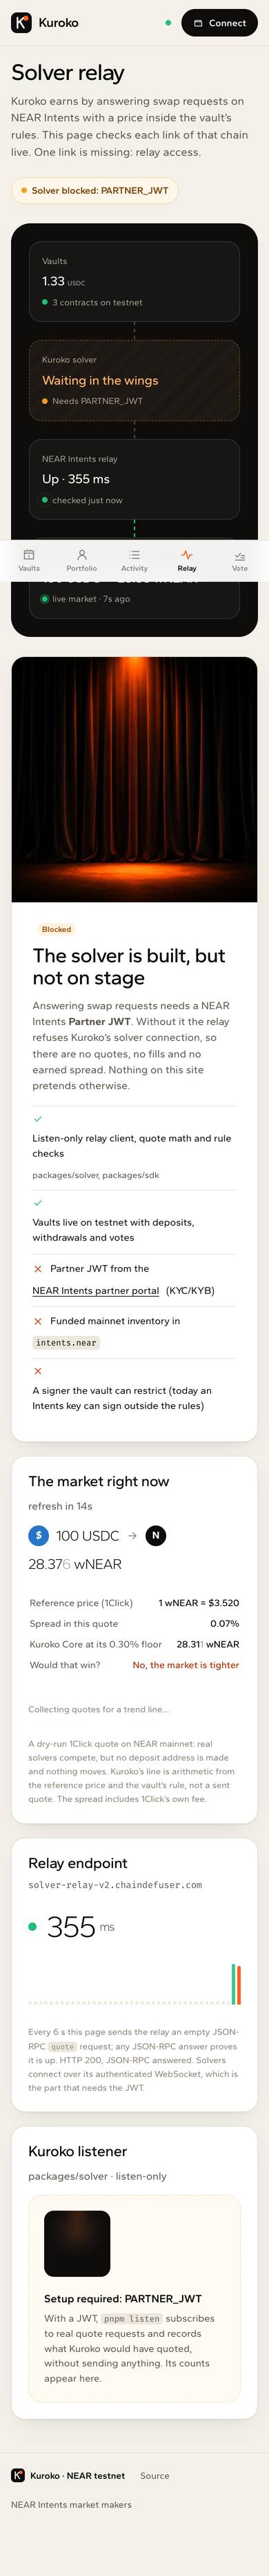 Kuroko
Connect
Solver relay
Kuroko earns by answering swap requests on
NEAR Intents with a price inside the vault's
rules. This page checks each link of that chain
live. One link is missing: relay access.
Solver blocked: PARTNER_JWT
Vaults
1.33 USDC
3 contracts on testnet
Kuroko solver
Waiting in the wings
Needs PARTNER_JWT
NEAR Intents relay
Up · 355 ms
checked just now
Vaults
Portfolio
Activity
Relay
Vote
live market · 7s ago
Blocked
The solver is built, but
not on stage
Answering swap requests needs a NEAR
Intents Partner JWT. Without it the relay
refuses Kuroko's solver connection, so
there are no quotes, no fills and no
earned spread. Nothing on this site
pretends otherwise.
Listen-only relay client, quote math and rule
checks
packages/solver, packages/sdk
Vaults live on testnet with deposits,
withdrawals and votes
Partner JWT from the
NEAR Intents partner portal (KYC/KYB)
Funded mainnet inventory in
intents.near
A signer the vault can restrict (today an
Intents key can sign outside the rules)
The market right now
refresh in 14s
$ 100 USDC → N
28.376 wNEAR
Reference price (1Click) 1 wNEAR = $3.520
Spread in this quote 0.07%
Kuroko Core at its 0.30% floor 28.311 wNEAR
Would that win? No, the market is tighter
Collecting quotes for a trend line...
A dry-run 1Click quote on NEAR mainnet: real
solvers compete, but no deposit address is made
and nothing moves. Kuroko's line is arithmetic from
the reference price and the vault's rule, not a sent
quote. The spread includes 1Click's own fee.
Relay endpoint
solver-relay-v2.chaindefuser.com
355 ms
Every 6 s this page sends the relay an empty JSON-
RPC quote request; any JSON-RPC answer proves
it is up. HTTP 200, JSON-RPC answered. Solvers
connect over its authenticated WebSocket, which is
the part that needs the JWT.
Kuroko listener
packages/solver · listen-only
Setup required: PARTNER_JWT
With a JWT, pnpm listen subscribes
to real quote requests and records
what Kuroko would have quoted,
without sending anything. Its counts
appear here.
Kuroko · NEAR testnet
Source
NEAR Intents market makers